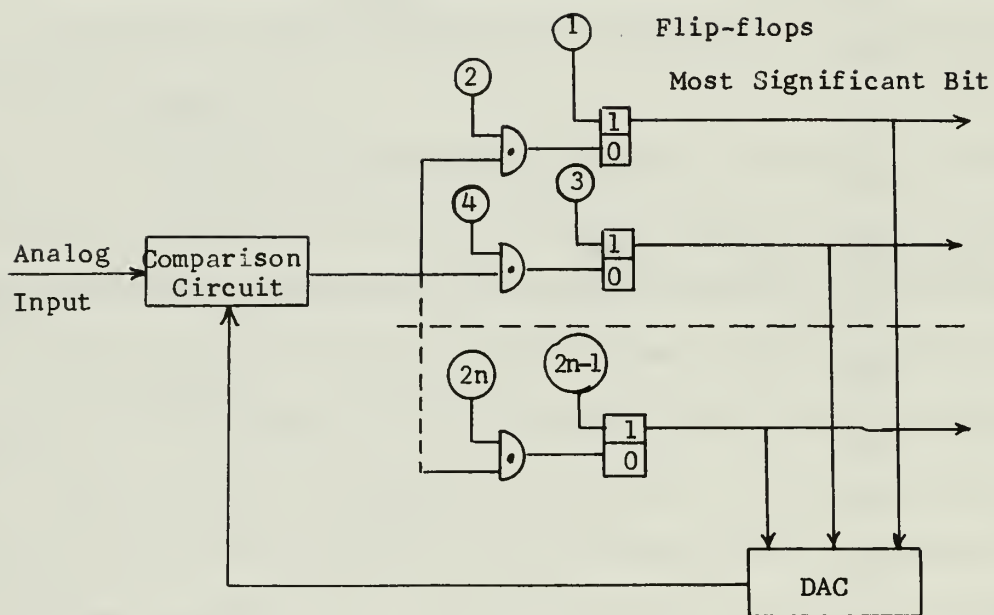 1 Flip-flops
2 Most Significant Bit
1
0
4 3
1
0
Analog
Input
Comparison
Circuit
2n 2n-1
1
0
DAC